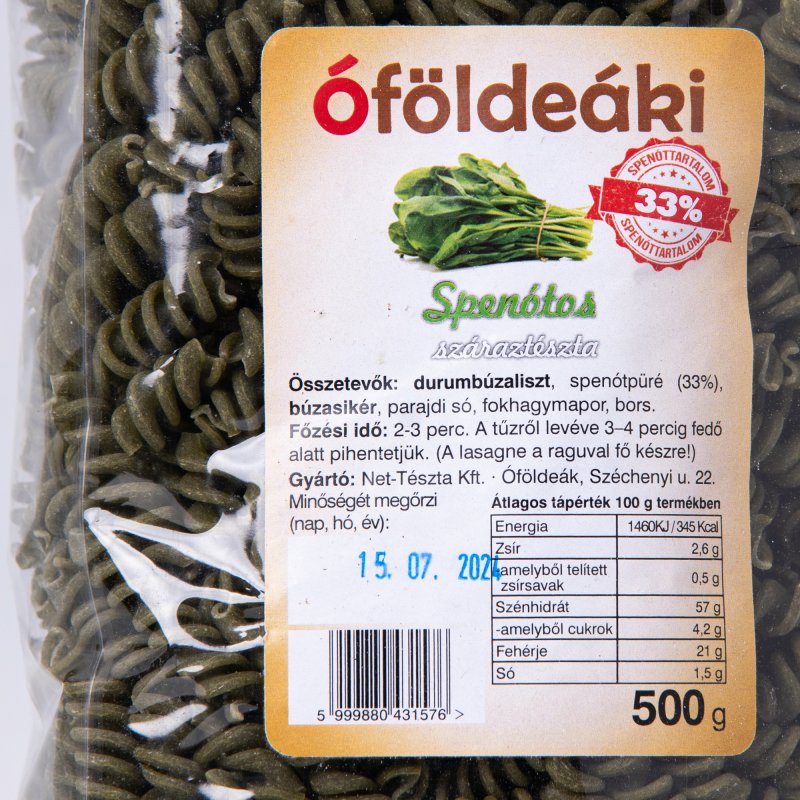 Óföldeáki
SPENÓTTARTALOM
33%
SPENÓTTARTALOM
Spenótos
száraztészta
Összetevők: durumbúzaliszt, spenótpüré (33%),
búzasikér, parajdi só, fokhagymapor, bors.
Főzési idő: 2-3 perc. A tűzről levéve 3–4 percig fedő
alatt pihentetjük. (A lasagne a raguval fő készre!)
Gyártó: Net-Tészta Kft. · Óföldeák, Széchenyi u. 22.
Minőségét megőrzi
(nap, hó, év):
15. 07. 2024
Átlagos tápérték 100 g termékben
Energia 1460KJ / 345 Kcal
Zsír 2,6 g
-amelyből telített
zsírsavak 0,5 g
Szénhidrát 57 g
-amelyből cukrok 4,2 g
Fehérje 21 g
Só 1,5 g
5 999880 431576 >
500 g